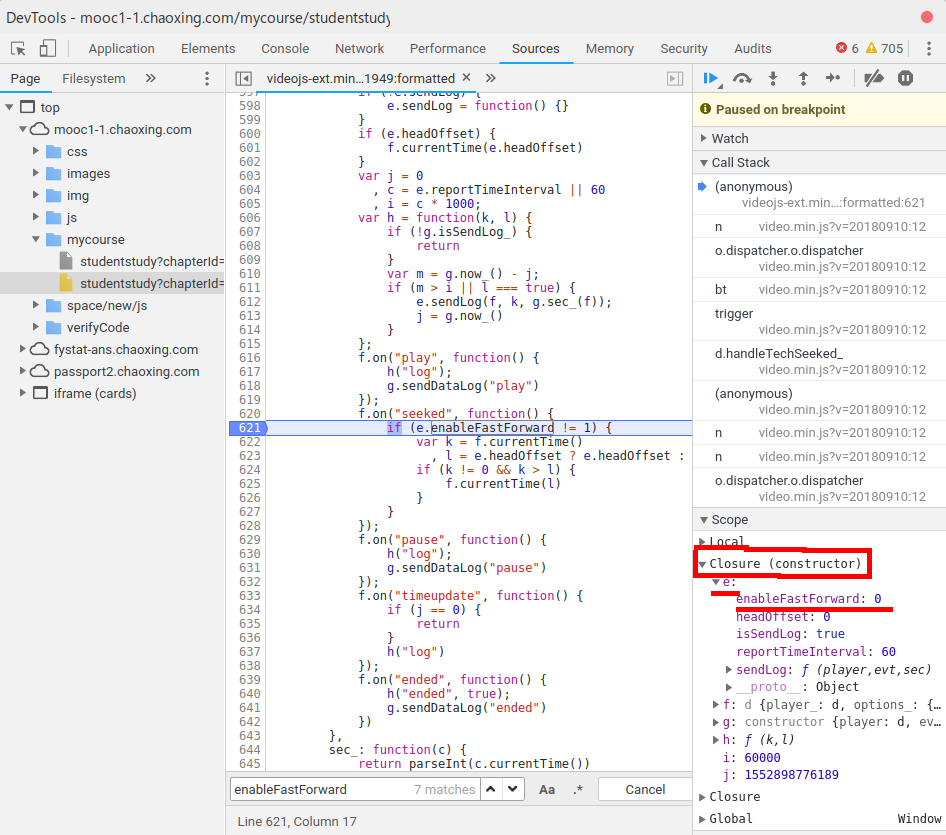 DevTools - mooc1-1.chaoxing.com/mycourse/studentstudy
Application Elements Console Network Performance Sources Memory Security Audits 6 705
Page Filesystem »
videojs-ext.min...1949:formatted × »
top
mooc1-1.chaoxing.com
css
images
img
js
mycourse
studentstudy?chapterId=
studentstudy?chapterId=
space/new/js
verifyCode
fystat-ans.chaoxing.com
passport2.chaoxing.com
iframe (cards)
597 if (!e.sendLog) {
598 e.sendLog = function() {}
599 }
600 if (e.headOffset) {
601 f.currentTime(e.headOffset)
602 }
603 var j = 0
604 , c = e.reportTimeInterval || 60
605 , i = c * 1000;
606 var h = function(k, l) {
607 if (!g.isSendLog_) {
608 return
609 }
610 var m = g.now_() - j;
611 if (m > i || l === true) {
612 e.sendLog(f, k, g.sec_(f));
613 j = g.now_()
614 }
615 };
616 f.on("play", function() {
617 h("log");
618 g.sendDataLog("play")
619 });
620 f.on("seeked", function() {
621 if (e.enableFastForward != 1) {
622 var k = f.currentTime()
623 , l = e.headOffset ? e.headOffset :
624 if (k != 0 && k > l) {
625 f.currentTime(l)
626 }
627 }
628 });
629 f.on("pause", function() {
630 h("log");
631 g.sendDataLog("pause")
632 });
633 f.on("timeupdate", function() {
634 if (j == 0) {
635 return
636 }
637 h("log")
638 });
639 f.on("ended", function() {
640 h("ended", true);
641 g.sendDataLog("ended")
642 })
643 },
644 sec_: function(c) {
645 return parseInt(c.currentTime())
enableFastForward 7 matches Aa .* Cancel
Line 621, Column 17
Paused on breakpoint
Watch
Call Stack
(anonymous)
videojs-ext.min...:formatted:621
n video.min.js?v=20180910:12
o.dispatcher.o.dispatcher
video.min.js?v=20180910:12
bt video.min.js?v=20180910:12
trigger
video.min.js?v=20180910:12
d.handleTechSeeked_
video.min.js?v=20180910:12
(anonymous)
video.min.js?v=20180910:12
n video.min.js?v=20180910:12
n video.min.js?v=20180910:12
o.dispatcher.o.dispatcher
video.min.js?v=20180910:12
Scope
Local
Closure (constructor)
e:
enableFastForward: 0
headOffset: 0
isSendLog: true
reportTimeInterval: 60
sendLog: ƒ (player,evt,sec)
__proto__: Object
f: d {player_: d, options_: {…
g: constructor {player: d, ev…
h: ƒ (k,l)
i: 60000
j: 1552898776189
Closure
Global Window